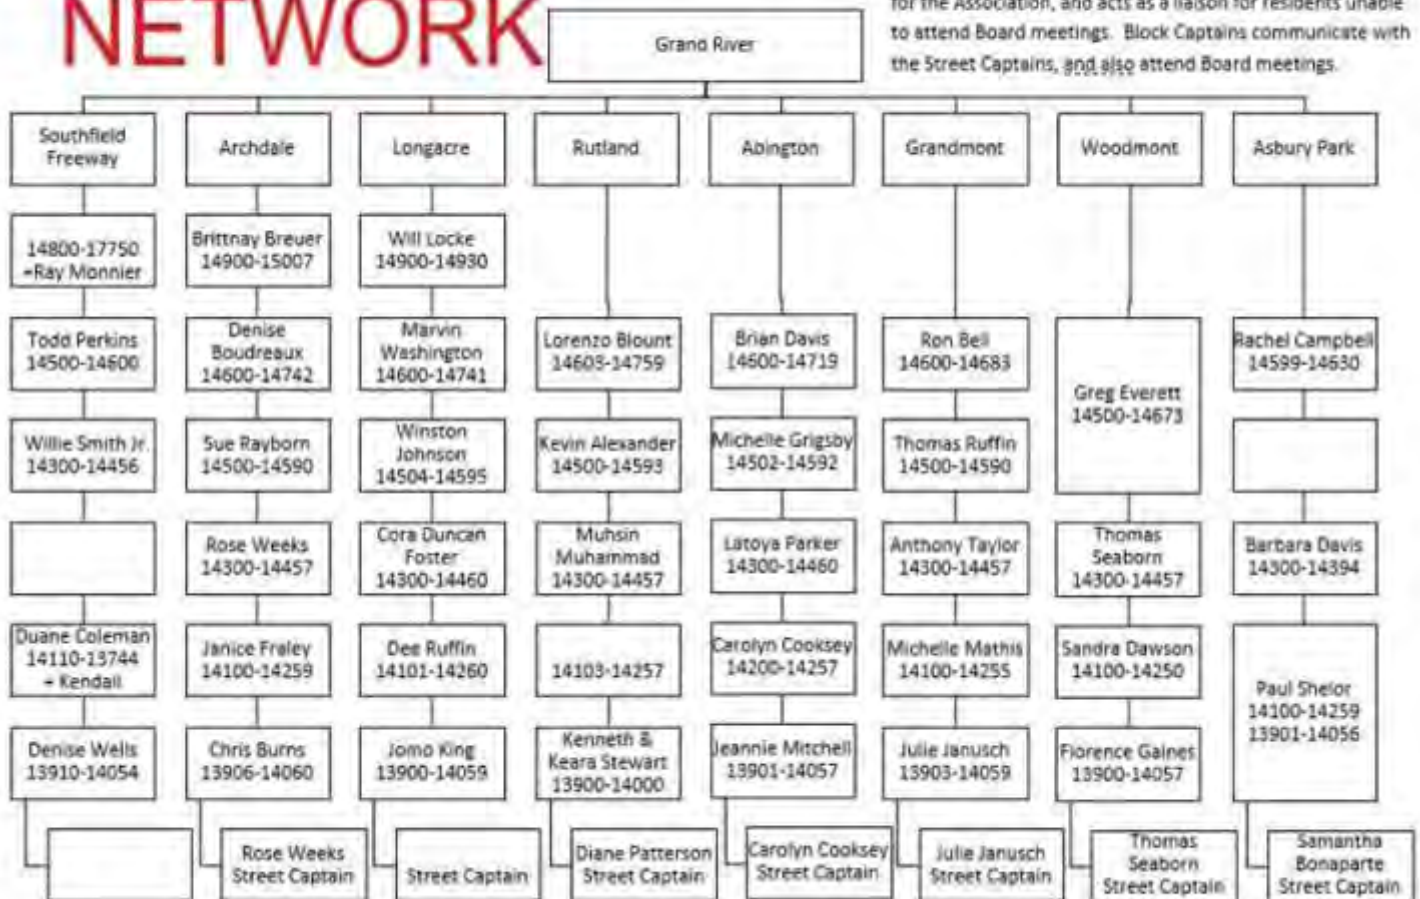 NETWORK
for the Association, and acts as a liaison for residents unable
to attend Board meetings. Block Captains communicate with
the Street Captains, and also attend Board meetings.
Grand River
Southfield
Freeway
Archdale
Longacre
Rutland
Abington
Grandmont
Woodmont
Asbury Park
14800-17750
=Ray Monnier
Brittnay Breuer
14900-15007
Will Locke
14900-14930
Todd Perkins
14500-14600
Denise
Boudreaux
14600-14742
Marvin
Washington
14600-14741
Lorenzo Blount
14603-14759
Brian Davis
14600-14719
Ron Bell
14600-14683
Greg Everett
14500-14673
Rachel Campbell
14599-14630
Willie Smith Jr.
14300-14456
Sue Rayborn
14500-14590
Winston
Johnson
14504-14595
Kevin Alexander
14500-14593
Michelle Grigsby
14502-14592
Thomas Ruffin
14500-14590
Rose Weeks
14300-14457
Cora Duncan
Foster
14300-14460
Muhsin
Muhammad
14300-14457
Latoya Parker
14300-14460
Anthony Taylor
14300-14457
Thomas
Seaborn
14300-14457
Barbara Davis
14300-14394
Duane Coleman
14110-13744
+ Kendall
Janice Fraley
14100-14259
Dee Ruffin
14101-14260
14103-14257
Carolyn Cooksey
14200-14257
Michelle Mathis
14100-14255
Sandra Dawson
14100-14250
Paul Shelor
14100-14259
13901-14056
Denise Wells
13910-14054
Chris Burns
13906-14060
Jomo King
13900-14059
Kenneth &
Keara Stewart
13900-14000
Jeannie Mitchell
13901-14057
Julie Janusch
13903-14059
Florence Gaines
13900-14057
Rose Weeks
Street Captain
Street Captain
Diane Patterson
Street Captain
Carolyn Cooksey
Street Captain
Julie Janusch
Street Captain
Thomas
Seaborn
Street Captain
Samantha
Bonaparte
Street Captain